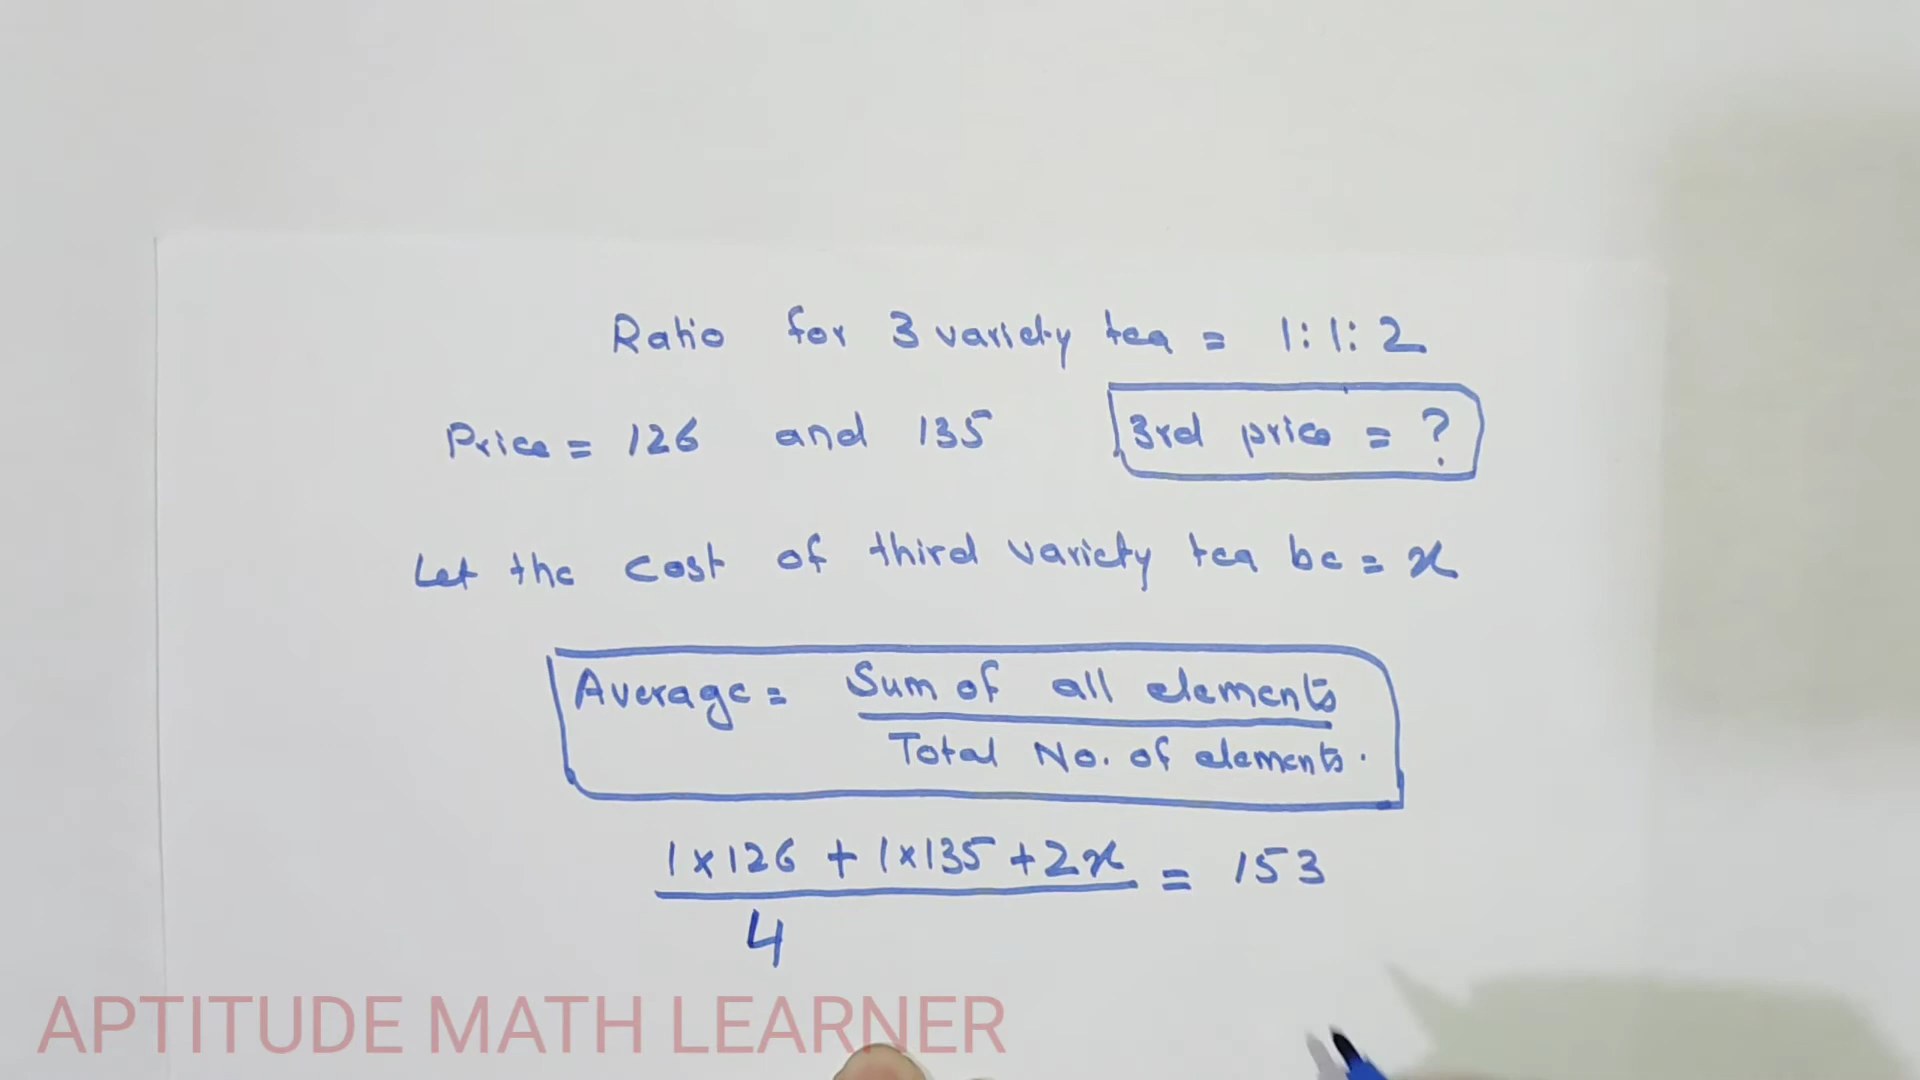 Ratio for 3 variety tea = 1:1:2
Price = 126 and 135 3rd price = ?
Let the cost of third variety tea be = x
Average = Sum of all elements
Total No. of elements.
1 x 126 + 1 x 135 + 2x = 153
4
APTITUDE MATH LEARNER